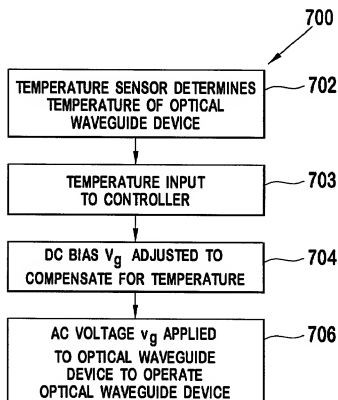 700
TEMPERATURE SENSOR DETERMINES
TEMPERATURE OF OPTICAL
WAVEGUIDE DEVICE
702
TEMPERATURE INPUT
TO CONTROLLER
703
DC BIAS Vg ADJUSTED TO
COMPENSATE FOR TEMPERATURE
704
AC VOLTAGE vg APPLIED
TO OPTICAL WAVEGUIDE
DEVICE TO OPERATE
OPTICAL WAVEGUIDE DEVICE
706